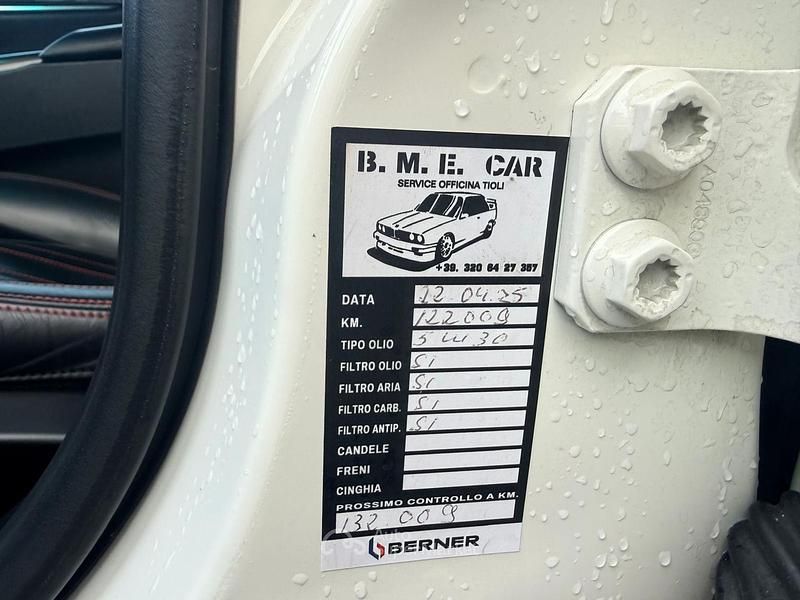 B. M. E. CAR
SERVICE OFFICINA TIOLI
+39. 320 64 27 357
DATA 22.04.25
KM. 122009
TIPO OLIO 5W30
FILTRO OLIO SI
FILTRO ARIA SI
FILTRO CARB. SI
FILTRO ANTIP. SI
CANDELE
FRENI
CINGHIA
PROSSIMO CONTROLLO A KM.
132.009
BERNER